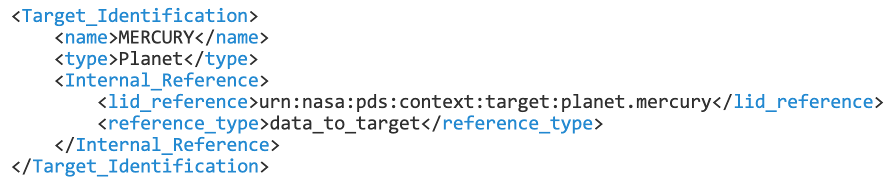 <Target_Identification>
    <name>MERCURY</name>
    <type>Planet</type>
    <Internal_Reference>
        <lid_reference>urn:nasa:pds:context:target:planet.mercury</lid_reference>
        <reference_type>data_to_target</reference_type>
    </Internal_Reference>
</Target_Identification>